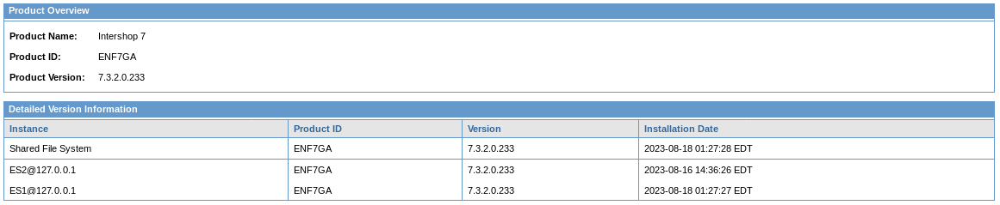 Product Overview
Product Name: Intershop 7
Product ID: ENF7GA
Product Version: 7.3.2.0.233
Detailed Version Information
Instance Product ID Version Installation Date
Shared File System ENF7GA 7.3.2.0.233 2023-08-18 01:27:28 EDT
ES2@127.0.0.1 ENF7GA 7.3.2.0.233 2023-08-16 14:36:26 EDT
ES1@127.0.0.1 ENF7GA 7.3.2.0.233 2023-08-18 01:27:27 EDT